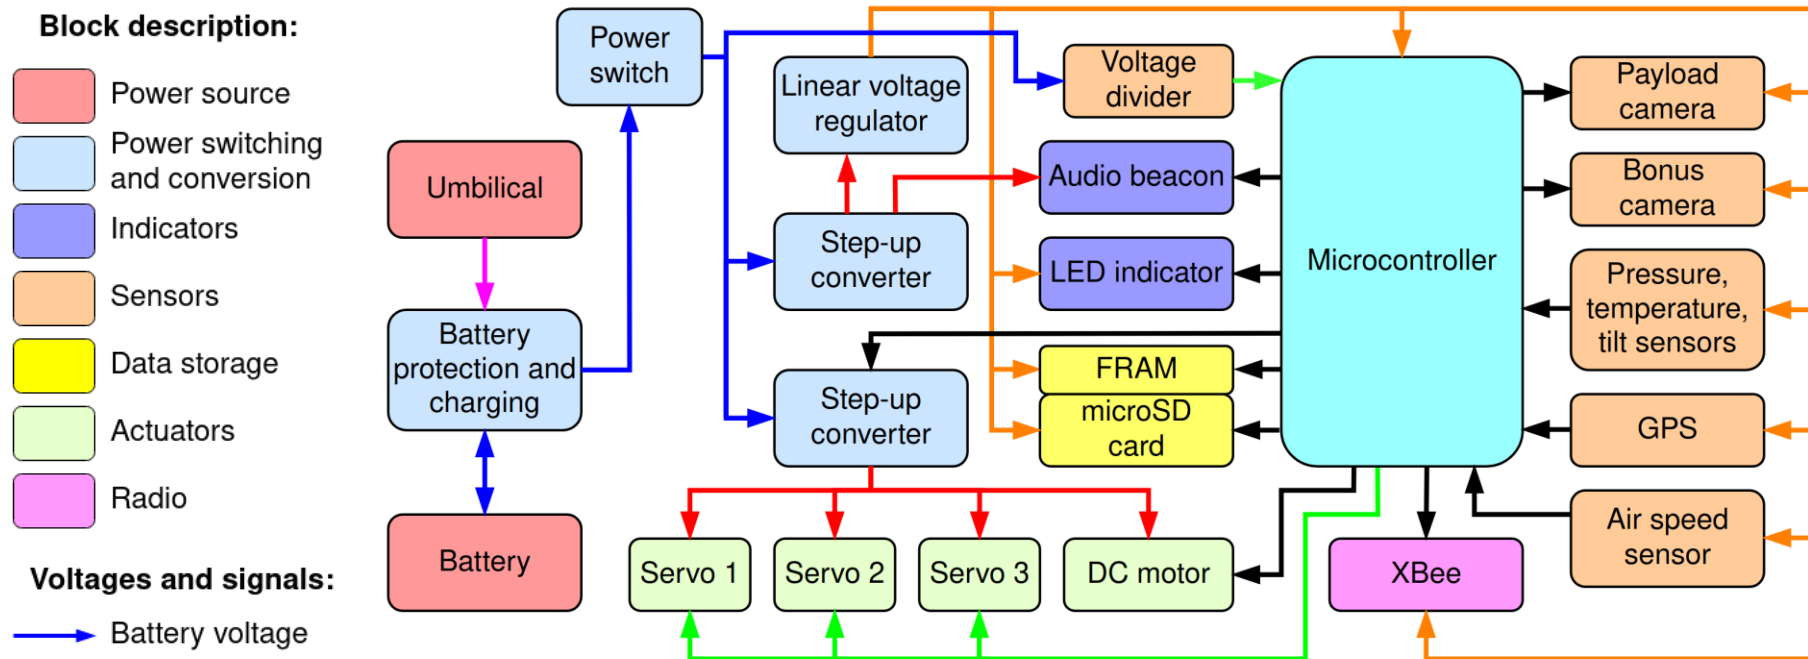 Block description:
Power source
Power switching
and conversion
Indicators
Sensors
Data storage
Actuators
Radio
Voltages and signals:
Battery voltage
Power
switch
Umbilical
Battery
protection and
charging
Battery
Linear voltage
regulator
Step-up
converter
Step-up
converter
Servo 1
Servo 2
Servo 3
DC motor
Voltage
divider
Audio beacon
LED indicator
FRAM
microSD
card
Microcontroller
XBee
Payload
camera
Bonus
camera
Pressure,
temperature,
tilt sensors
GPS
Air speed
sensor